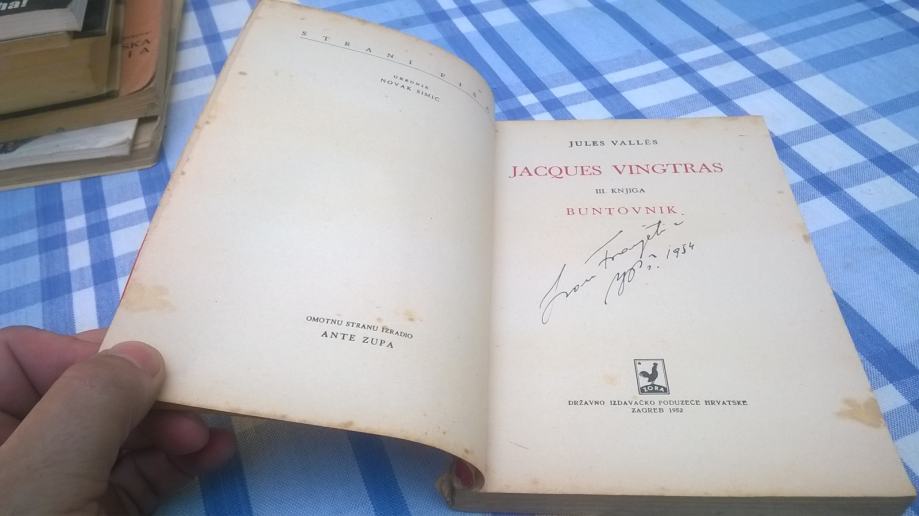 STRANI PISCI
UREDNIK
NOVAK SIMIĆ
OMOTNU STRANU IZRADIO
ANTE ZUPA
JULES VALLÈS
JACQUES VINGTRAS
III. KNJIGA
BUNTOVNIK
1954
ZORA
DRŽAVNO IZDAVAČKO PODUZEĆE HRVATSKE
ZAGREB 1952